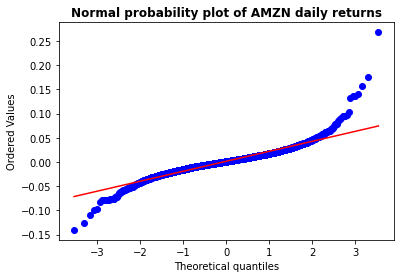 Normal probability plot of AMZN daily returns
Ordered Values
0.25
0.20
0.15
0.10
0.05
0.00
−0.05
−0.10
−0.15
−3 −2 −1 0 1 2 3
Theoretical quantiles